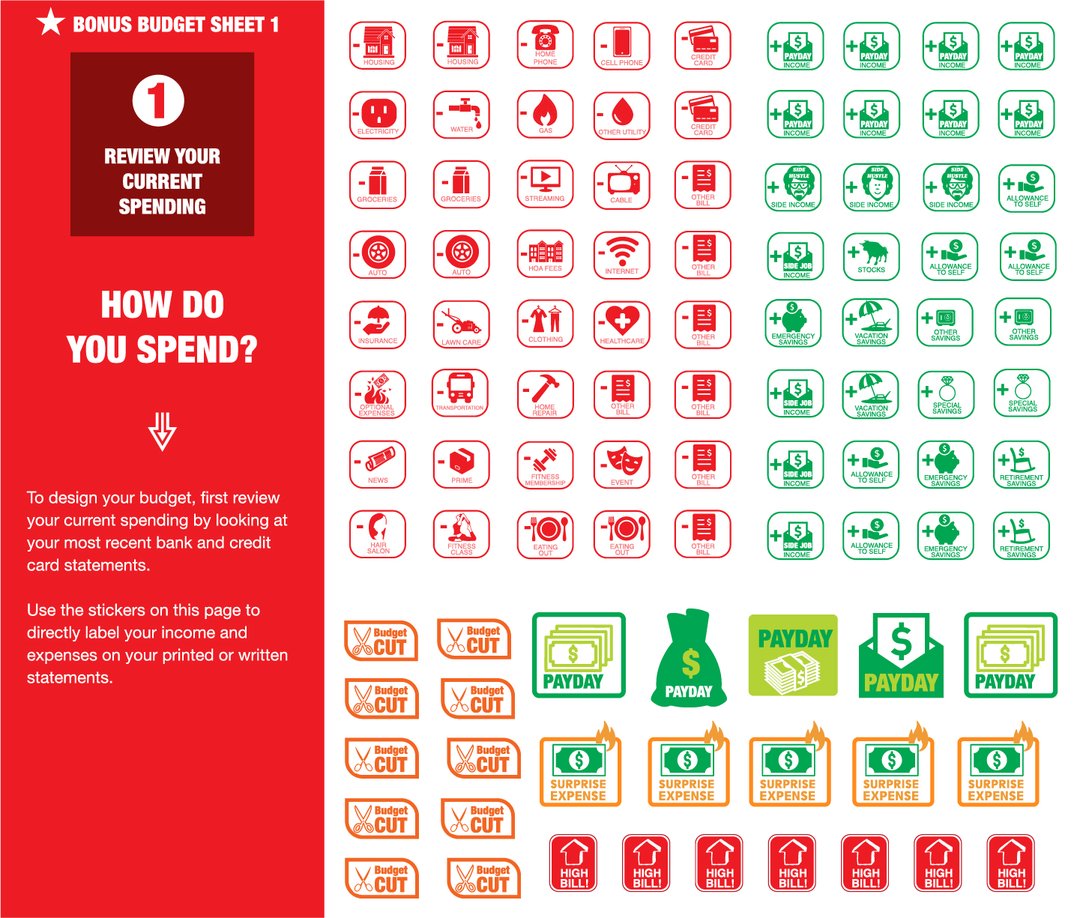 BONUS BUDGET SHEET 1
1
REVIEW YOUR
CURRENT
SPENDING
HOW DO
YOU SPEND?
To design your budget, first review
your current spending by looking at
your most recent bank and credit
card statements.
Use the stickers on this page to
directly label your income and
expenses on your printed or written
statements.
- HOUSING
- HOUSING
- HOME
PHONE
- CELL PHONE
- CREDIT
CARD
- ELECTRICITY
- WATER
- GAS
- OTHER UTILITY
- CREDIT
CARD
- GROCERIES
- GROCERIES
- STREAMING
- CABLE
- $ OTHER
BILL
- AUTO
- AUTO
- HOA FEES
- INTERNET
- $ OTHER
BILL
- INSURANCE
- LAWN CARE
- CLOTHING
- HEALTHCARE
- $ OTHER
BILL
- OPTIONAL
EXPENSES
- TRANSPORTATION
- HOME
REPAIR
- $ OTHER
BILL
- $ OTHER
BILL
- NEWS
- PRIME
- FITNESS
MEMBERSHIP
- EVENT
- $ OTHER
BILL
- HAIR
SALON
- FITNESS
CLASS
- EATING
OUT
- EATING
OUT
- $ OTHER
BILL
+ $ PAYDAY
INCOME
+ $ PAYDAY
INCOME
+ $ PAYDAY
INCOME
+ $ PAYDAY
INCOME
+ $ PAYDAY
INCOME
+ $ PAYDAY
INCOME
+ $ PAYDAY
INCOME
+ $ PAYDAY
INCOME
+ SIDE
HUSTLE
SIDE INCOME
+ SIDE
HUSTLE
SIDE INCOME
+ SIDE
HUSTLE
SIDE INCOME
+ $ ALLOWANCE
TO SELF
+ $ SIDE JOB
INCOME
+ STOCKS
+ $ ALLOWANCE
TO SELF
+ $ ALLOWANCE
TO SELF
+ $ EMERGENCY
SAVINGS
+ VACATION
SAVINGS
+ OTHER
SAVINGS
+ OTHER
SAVINGS
+ $ SIDE JOB
INCOME
+ VACATION
SAVINGS
+ SPECIAL
SAVINGS
+ SPECIAL
SAVINGS
+ $ SIDE JOB
INCOME
+ $ ALLOWANCE
TO SELF
+ $ EMERGENCY
SAVINGS
+ RETIREMENT
SAVINGS
+ $ SIDE JOB
INCOME
+ $ ALLOWANCE
TO SELF
+ $ EMERGENCY
SAVINGS
+ RETIREMENT
SAVINGS
Budget
CUT
Budget
CUT
Budget
CUT
Budget
CUT
Budget
CUT
Budget
CUT
Budget
CUT
Budget
CUT
Budget
CUT
Budget
CUT
$
PAYDAY
$
PAYDAY
PAYDAY
$
$
PAYDAY
$
PAYDAY
$
SURPRISE
EXPENSE
$
SURPRISE
EXPENSE
$
SURPRISE
EXPENSE
$
SURPRISE
EXPENSE
$
SURPRISE
EXPENSE
HIGH
BILL!
HIGH
BILL!
HIGH
BILL!
HIGH
BILL!
HIGH
BILL!
HIGH
BILL!
HIGH
BILL!